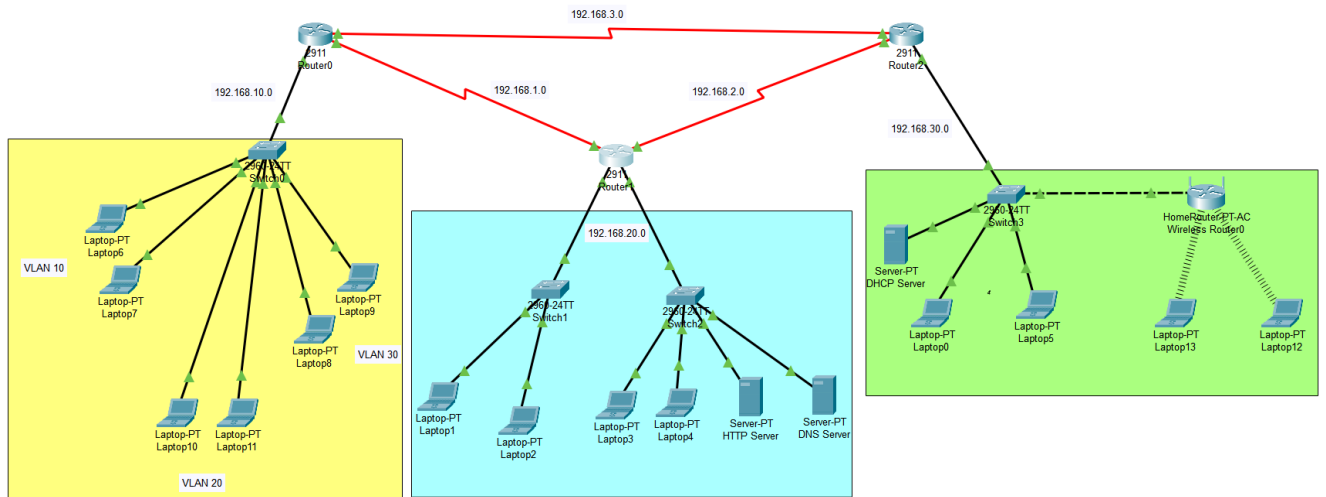 192.168.3.0
2911
Router0
2911
Router2
192.168.10.0
192.168.1.0
192.168.2.0
192.168.30.0
2911
Router1
2960-24TT
Switch0
Laptop-PT
Laptop6
VLAN 10
Laptop-PT
Laptop7
Laptop-PT
Laptop9
Laptop-PT
Laptop8
VLAN 30
Laptop-PT
Laptop10
Laptop-PT
Laptop11
VLAN 20
192.168.20.0
2960-24TT
Switch1
2960-24TT
Switch2
Laptop-PT
Laptop1
Laptop-PT
Laptop2
Laptop-PT
Laptop3
Laptop-PT
Laptop4
Server-PT
HTTP Server
Server-PT
DNS Server
2960-24TT
Switch3
HomeRouter-PT-AC
Wireless Router0
Server-PT
DHCP Server
Laptop-PT
Laptop0
Laptop-PT
Laptop5
Laptop-PT
Laptop13
Laptop-PT
Laptop12